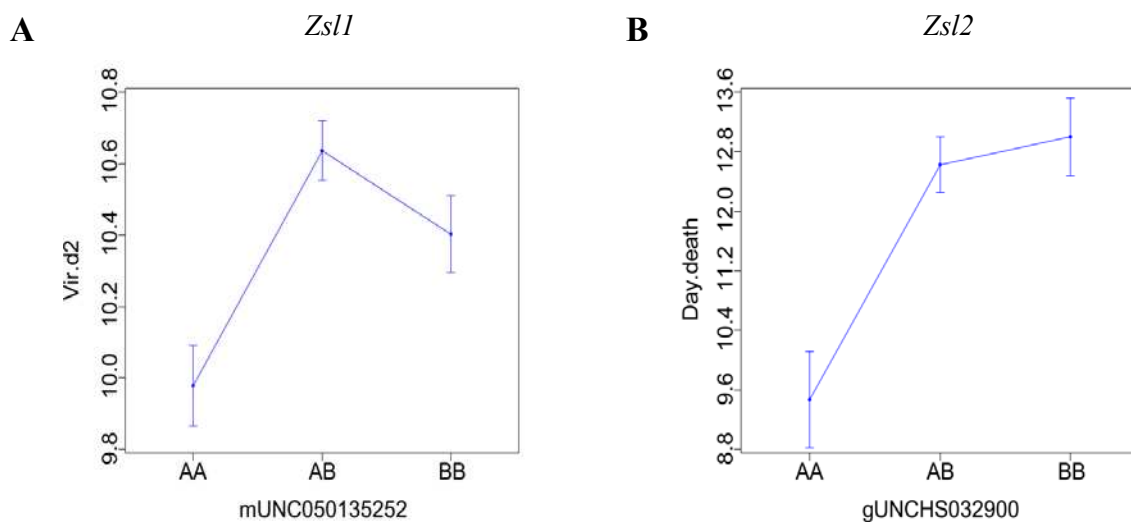 A
Zsl1
Vir.d2
10.8
10.6
10.4
10.2
10.0
9.8
AA
AB
BB
mUNC050135252
B
Zsl2
Day.death
13.6
12.8
12.0
11.2
10.4
9.6
8.8
AA
AB
BB
gUNCHS032900